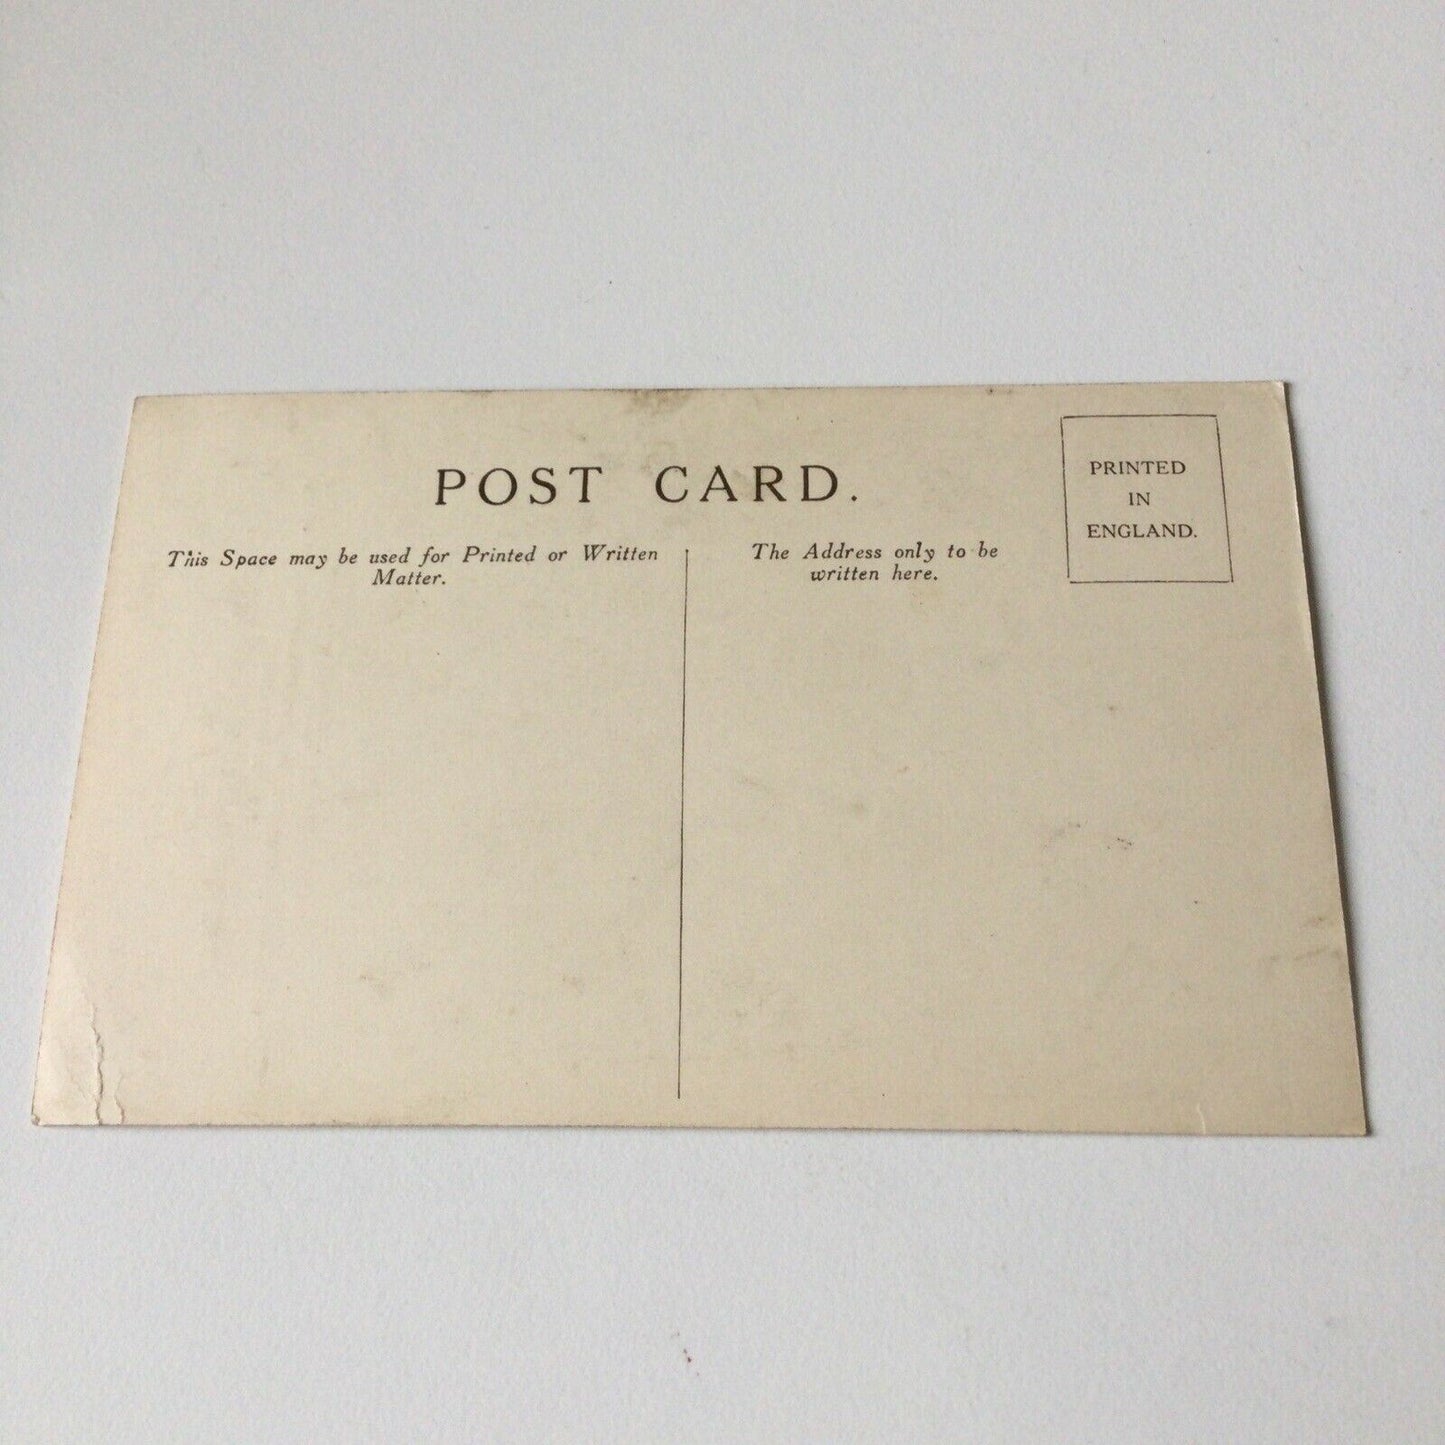 POST CARD.
PRINTED
IN
ENGLAND.
This Space may be used for Printed or Written
Matter.
The Address only to be
written here.